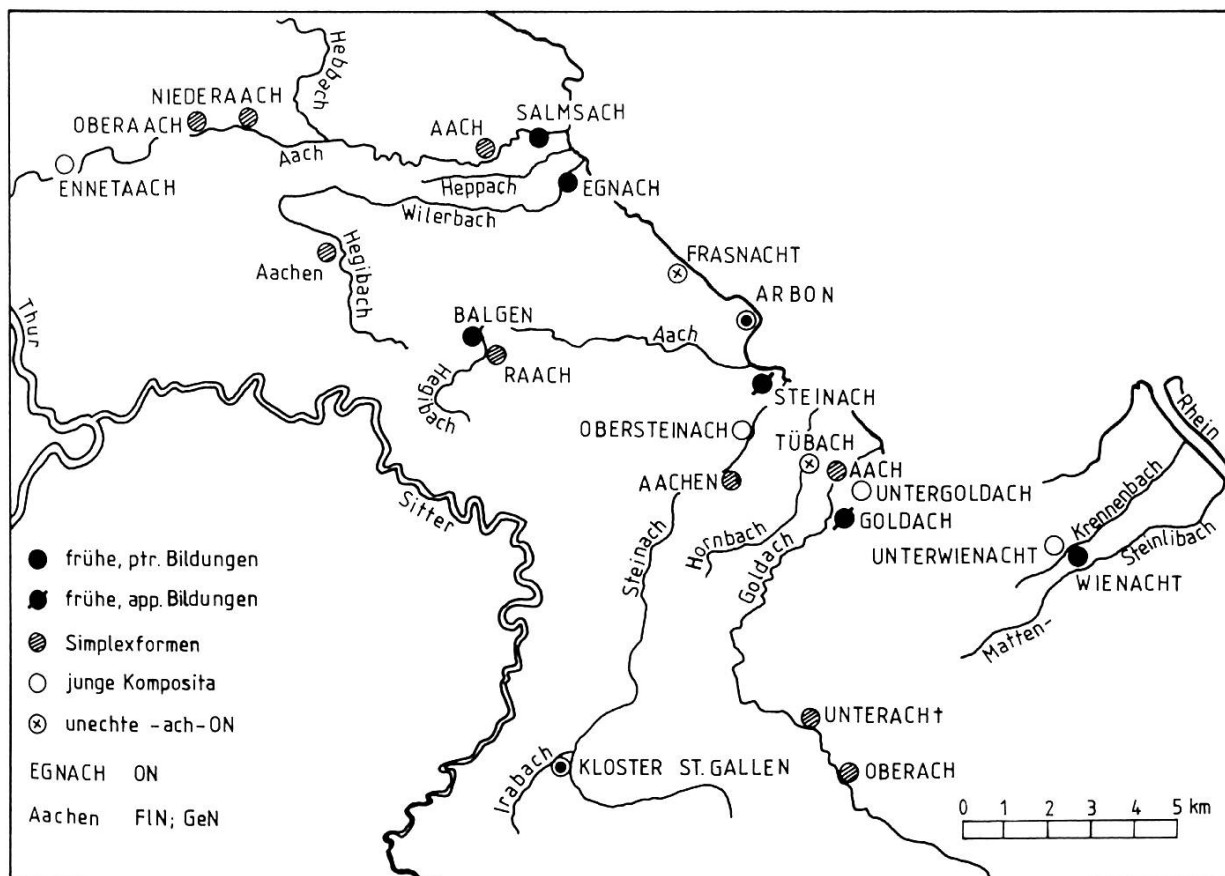 Hebbach
NIEDERAACH
OBERAACH
ENNETAACH
Aach
AACH
SALMSACH
Heppach
EGNACH
Wilerbach
Aachen
Hegibach
FRASNACHT
ARBON
Thur
BALGEN
RAACH
Hegibach
Aach
STEINACH
OBERSTEINACH
TÜBACH
AACHEN
AACH
UNTERGOLDACH
GOLDACH
Rhein
Krennenbach
UNTERWIENACHT
Steinlibach
WIENACHT
Matten-
Sitter
Steinach
Hornbach
Goldach
frühe, ptr. Bildungen
frühe, app. Bildungen
Simplexformen
junge Komposita
unechte -ach-ON
EGNACH ON
Aachen FlN; GeN
UNTERACH†
OBERACH
Irabach
KLOSTER ST. GALLEN
0 1 2 3 4 5 km